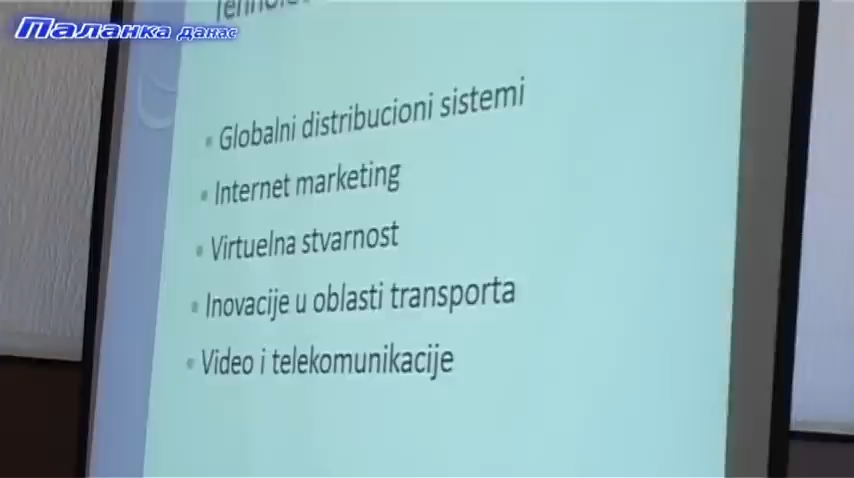 Паланка данас
Globalni distribucioni sistemi
Internet marketing
Virtuelna stvarnost
Inovacije u oblasti transporta
Video i telekomunikacije